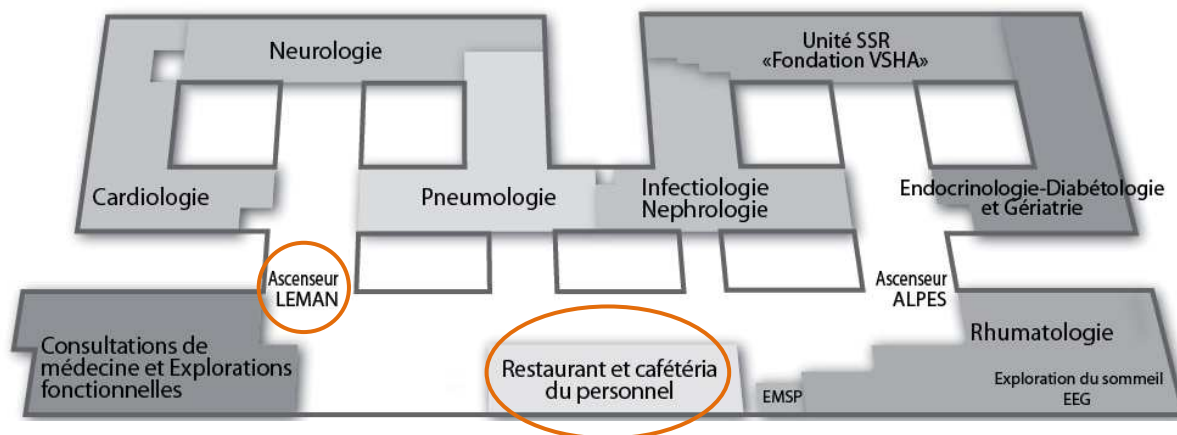 Neurologie
Unité SSR
«Fondation VSHA»
Cardiologie
Pneumologie
Infectiologie
Nephrologie
Endocrinologie-Diabétologie
et Gériatrie
Ascenseur
LEMAN
Ascenseur
ALPES
Consultations de
médecine et Explorations
fonctionnelles
Restaurant et cafétéria
du personnel
EMSP
Rhumatologie
Exploration du sommeil
EEG